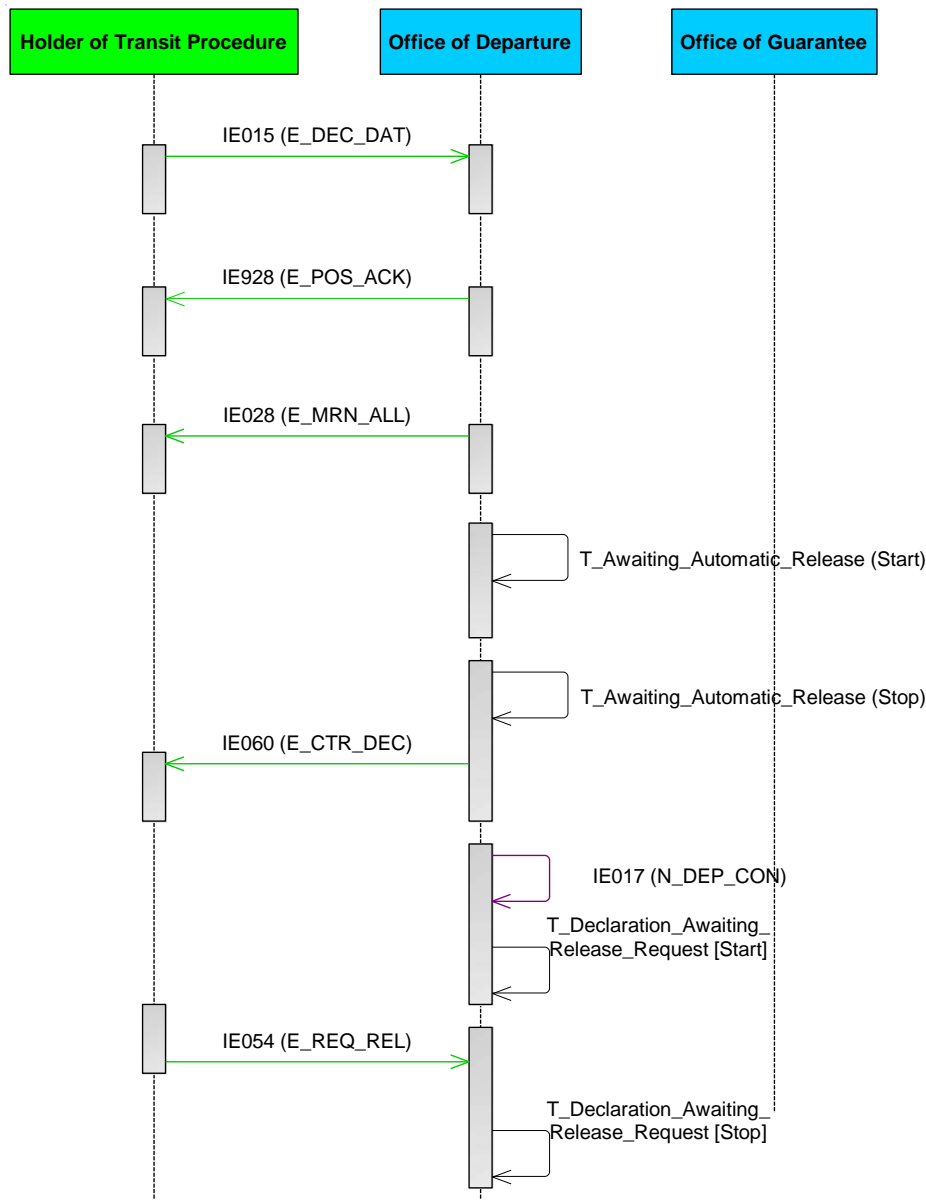 Holder of Transit Procedure
Office of Departure
Office of Guarantee
IE015 (E_DEC_DAT)
IE928 (E_POS_ACK)
IE028 (E_MRN_ALL)
T_Awaiting_Automatic_Release (Start)
T_Awaiting_Automatic_Release (Stop)
IE060 (E_CTR_DEC)
IE017 (N_DEP_CON)
T_Declaration_Awaiting_
Release_Request [Start]
IE054 (E_REQ_REL)
T_Declaration_Awaiting_
Release_Request [Stop]